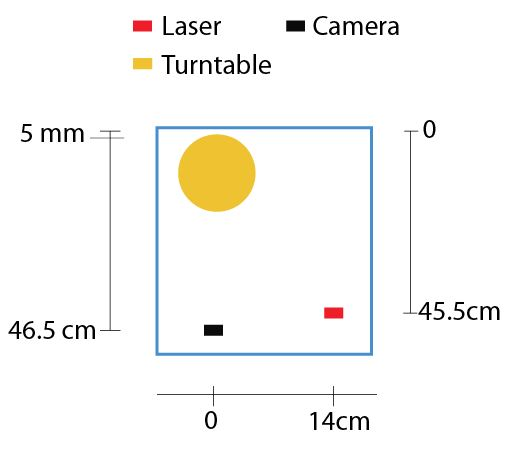 Laser Camera
Turntable
5 mm 0
46.5 cm 45.5cm
0 14cm